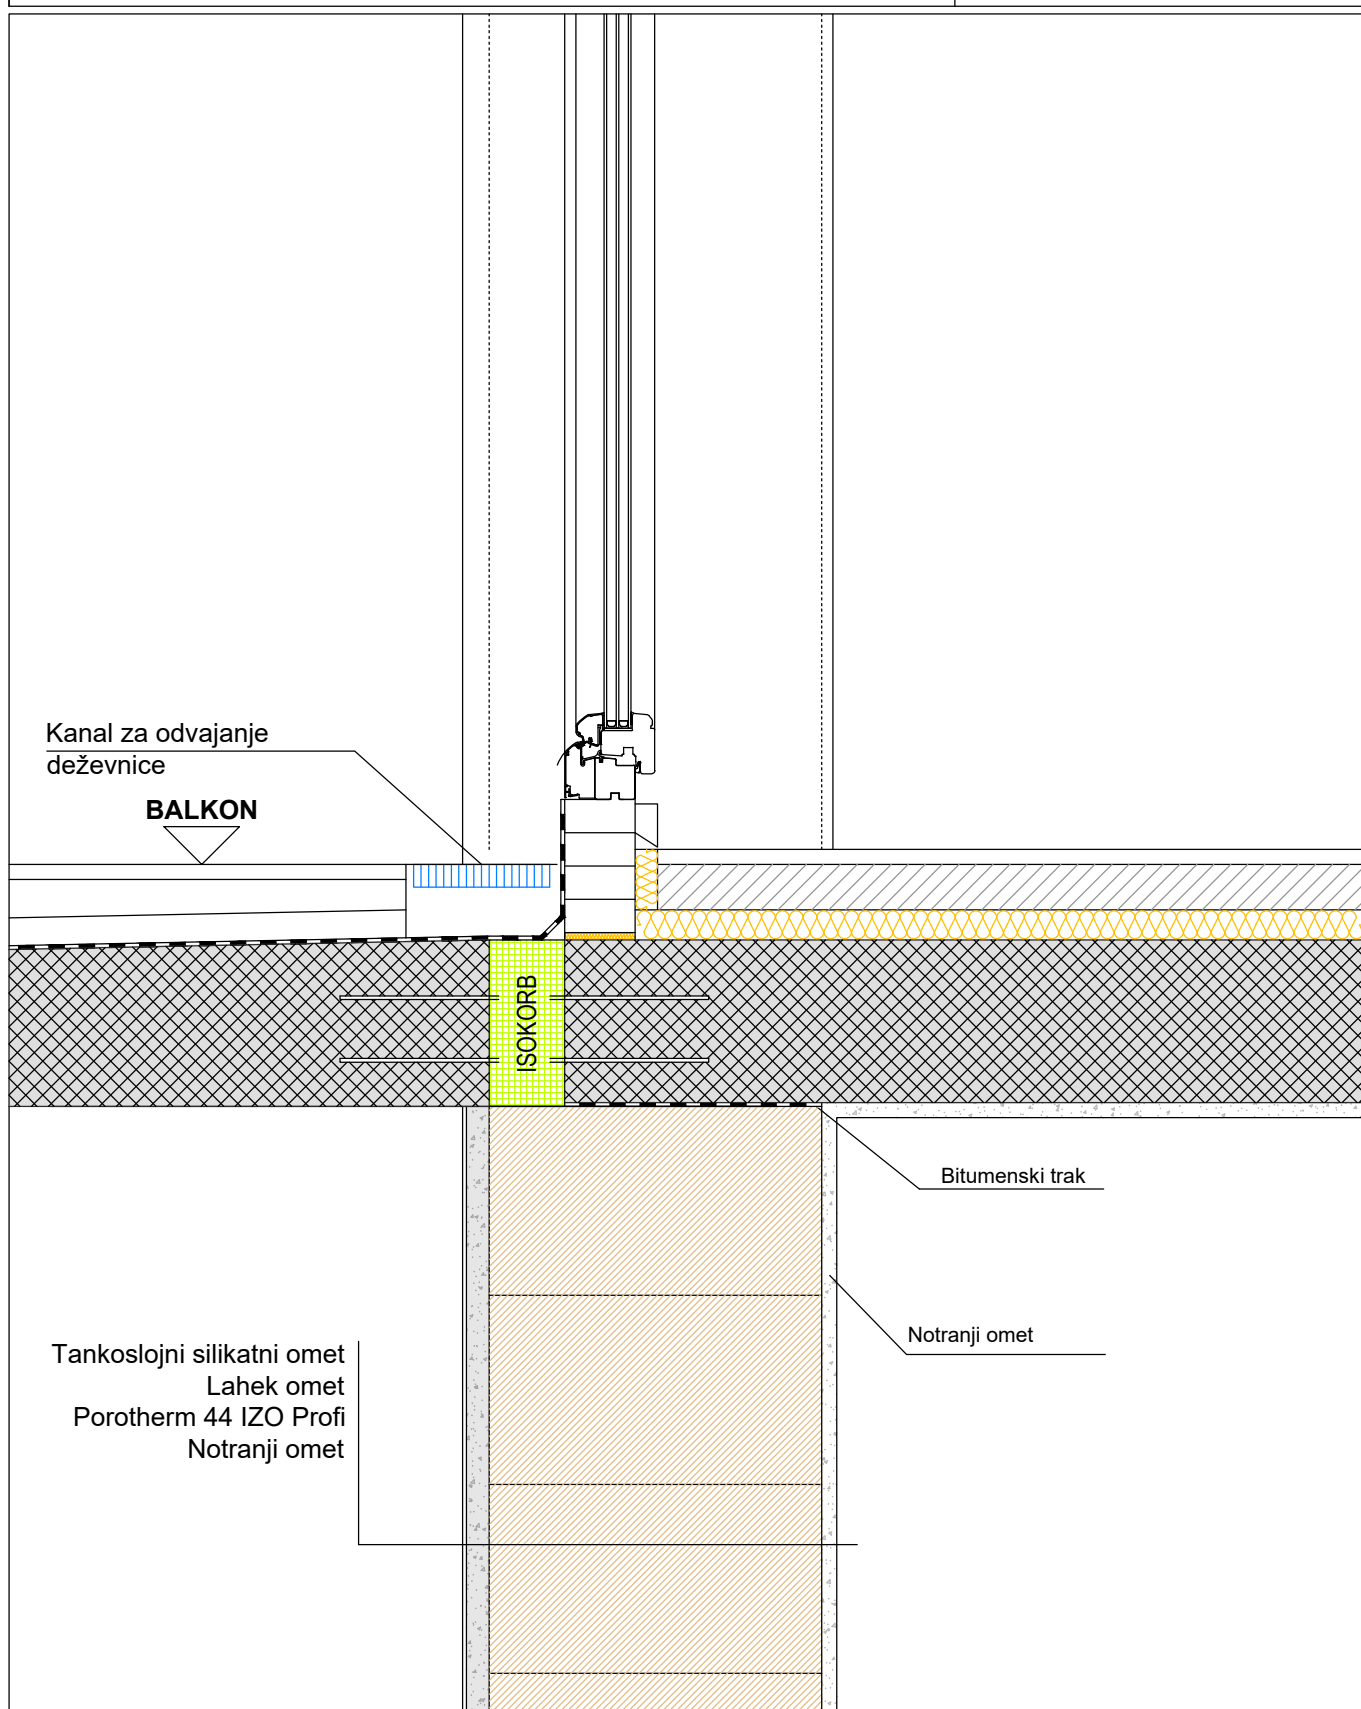 Kanal za odvajanje
deževnice
BALKON
ISOKORB
Bitumenski trak
Notranji omet
Tankoslojni silikatni omet
Lahek omet
Porotherm 44 IZO Profi
Notranji omet